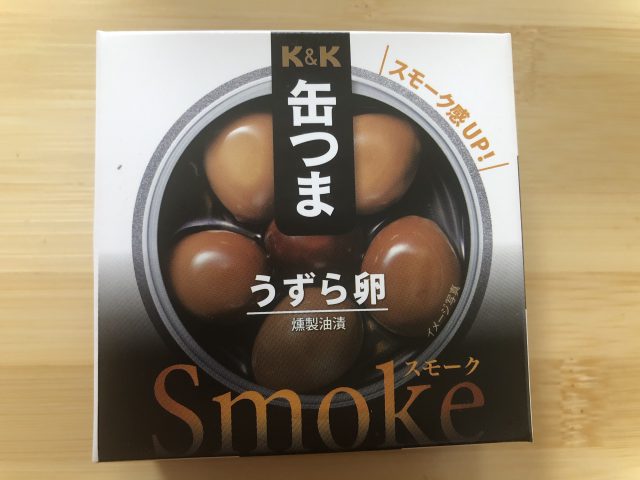 K&K
缶つま
スモーク感UP!
うずら卵
燻製油漬
イメージ写真
スモーク
Smoke